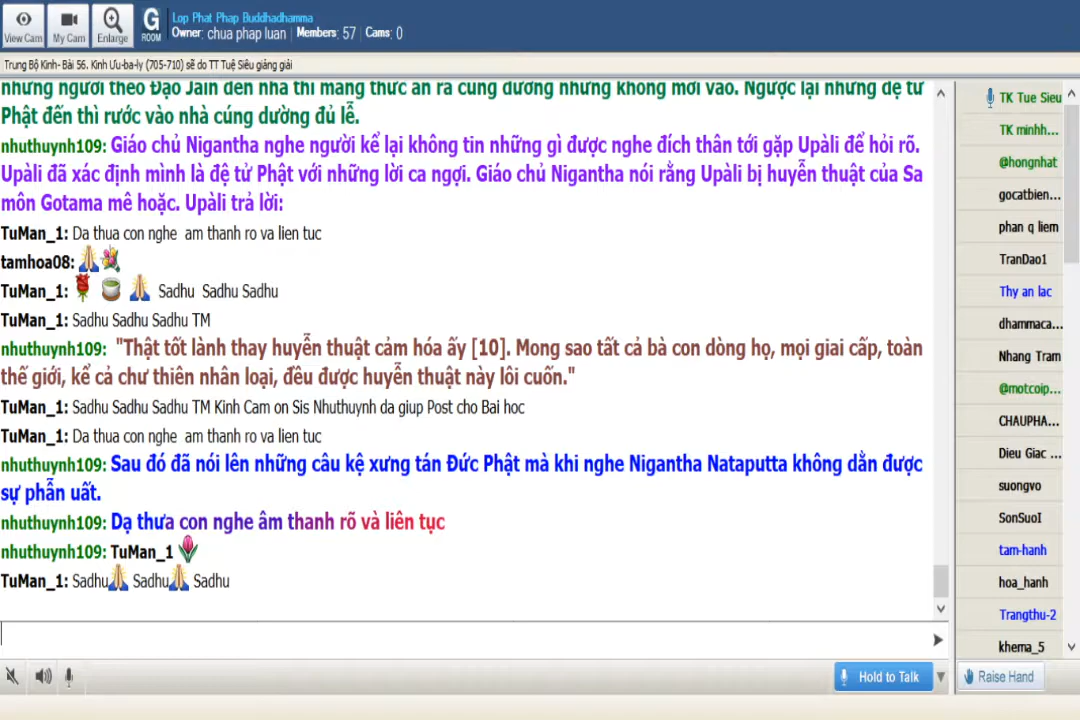 Lop Phat Phap Buddhadhamma
View Cam My Cam Enlarge G ROOM Owner: chua phap luan | Members: 57 | Cams: 0
Trung Bộ Kinh- Bài 56. Kinh Ưu-ba-ly (705-710) sẽ do TT Tuệ Siêu giảng giải
những người theo Đạo Jain đến nhà thì mang thức ăn ra cúng dường nhưng không mời vào. Ngược lại những đệ tử
Phật đến thì rước vào nhà cúng dường đủ lễ.
nhuthuynh109: Giáo chủ Nigantha nghe người kể lại không tin những gì được nghe đích thân tới gặp Upàli để hỏi rõ.
Upàli đã xác định mình là đệ tử Phật với những lời ca ngợi. Giáo chủ Nigantha nói rằng Upàli bị huyễn thuật của Sa
môn Gotama mê hoặc. Upàli trả lời:
TuMan_1: Da thua con nghe am thanh ro va lien tuc
tamhoa08:
TuMan_1: Sadhu Sadhu Sadhu
TuMan_1: Sadhu Sadhu Sadhu TM
nhuthuynh109: "Thật tốt lành thay huyễn thuật cảm hóa ấy [10]. Mong sao tất cả bà con dòng họ, mọi giai cấp, toàn
thế giới, kể cả chư thiên nhân loại, đều được huyễn thuật này lôi cuốn."
TuMan_1: Sadhu Sadhu Sadhu TM Kinh Cam on Sis Nhuthuynh da giup Post cho Bai hoc
TuMan_1: Da thua con nghe am thanh ro va lien tuc
nhuthuynh109: Sau đó đã nói lên những câu kệ xưng tán Đức Phật mà khi nghe Nigantha Nataputta không dằn được
sự phẫn uất.
nhuthuynh109: Dạ thưa con nghe âm thanh rõ và liên tục
nhuthuynh109: TuMan_1
TuMan_1: Sadhu Sadhu Sadhu
TK Tue Sieu
TK minhh...
@hongnhat
gocatbien...
phan q liem
TranDao1
Thy an lac
dhammaca...
Nhang Tram
@motcoip...
CHAUPHA...
Dieu Giac ...
suongvo
SonSuoI
tam-hanh
hoa_hanh
Trangthu-2
khema_5
Hold to Talk
Raise Hand